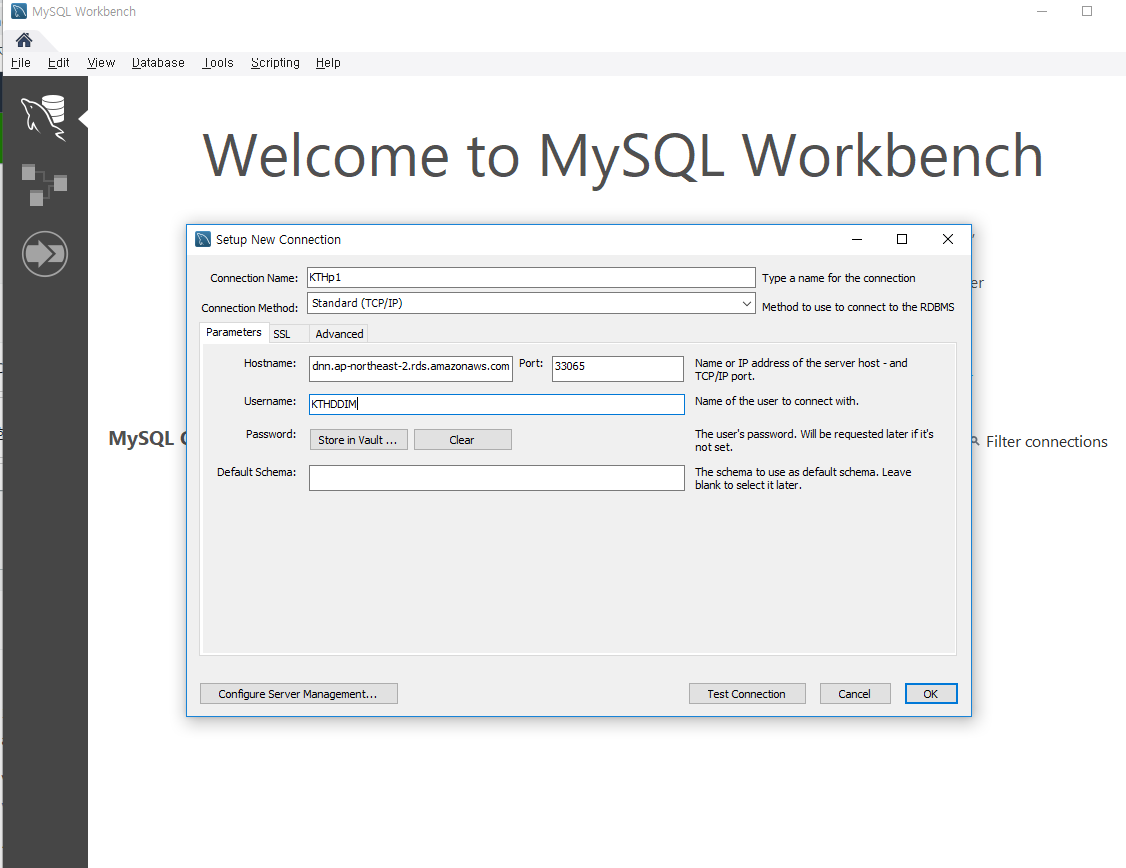 MySQL Workbench
File Edit View Database Tools Scripting Help
Welcome to MySQL Workbench
Setup New Connection
Connection Name: KTHp1 Type a name for the connection
Connection Method: Standard (TCP/IP) Method to use to connect to the RDBMS
Parameters SSL Advanced
Hostname: dnn.ap-northeast-2.rds.amazonaws.com Port: 33065 Name or IP address of the server host - and
TCP/IP port.
Username: KTHDDIM Name of the user to connect with.
Password: Store in Vault ... Clear The user's password. Will be requested later if it's
not set.
Default Schema: The schema to use as default schema. Leave
blank to select it later.
MySQL
Filter connections
Configure Server Management... Test Connection Cancel OK